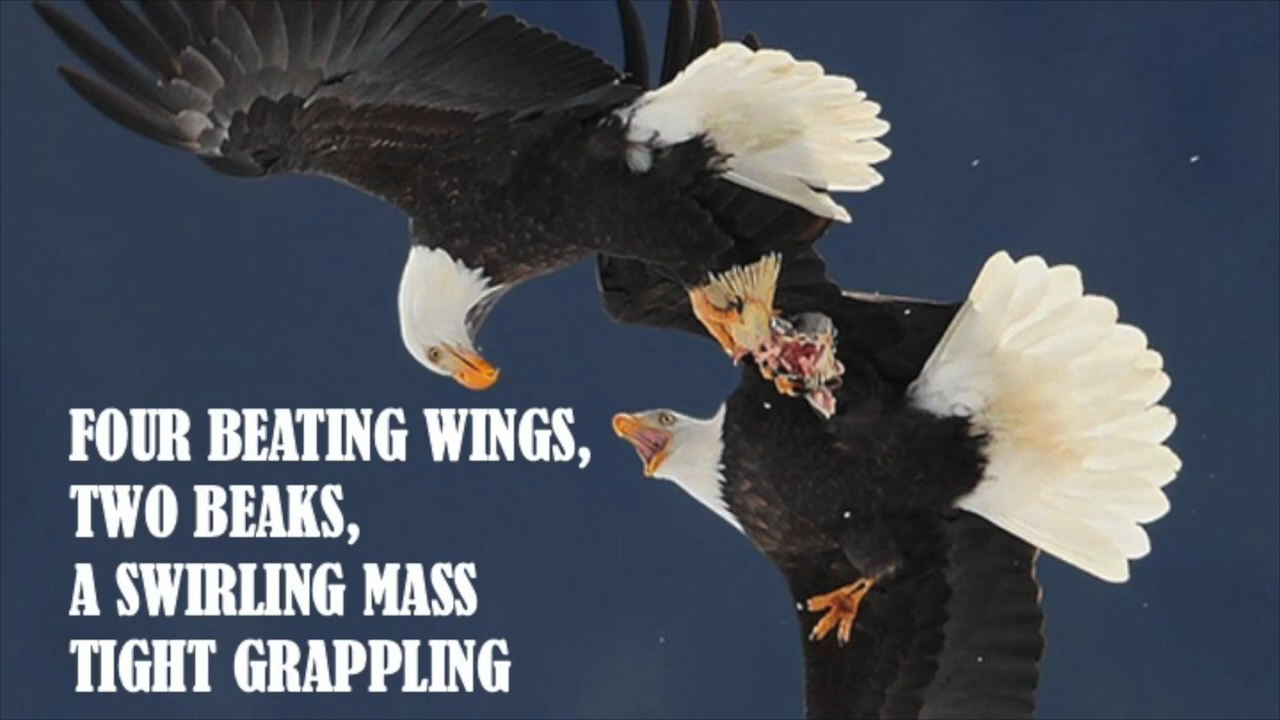 FOUR BEATING WINGS,
TWO BEAKS,
A SWIRLING MASS
TIGHT GRAPPLING